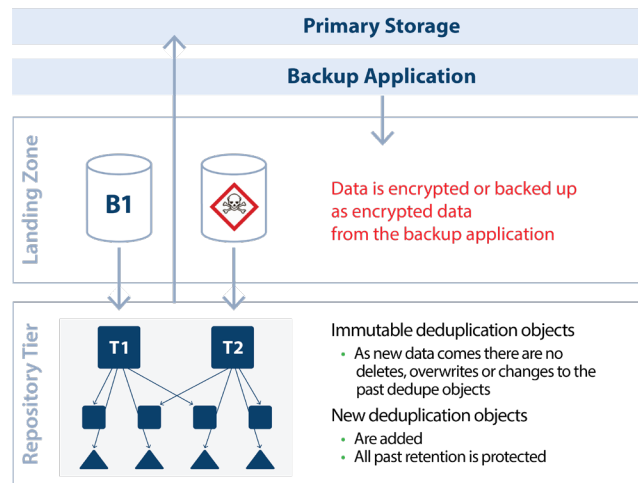 Primary Storage
Backup Application
Landing Zone
B1
Data is encrypted or backed up
as encrypted data
from the backup application
Repository Tier
T1
T2
Immutable deduplication objects
• As new data comes there are no
deletes, overwrites or changes to the
past dedupe objects
New deduplication objects
• Are added
• All past retention is protected